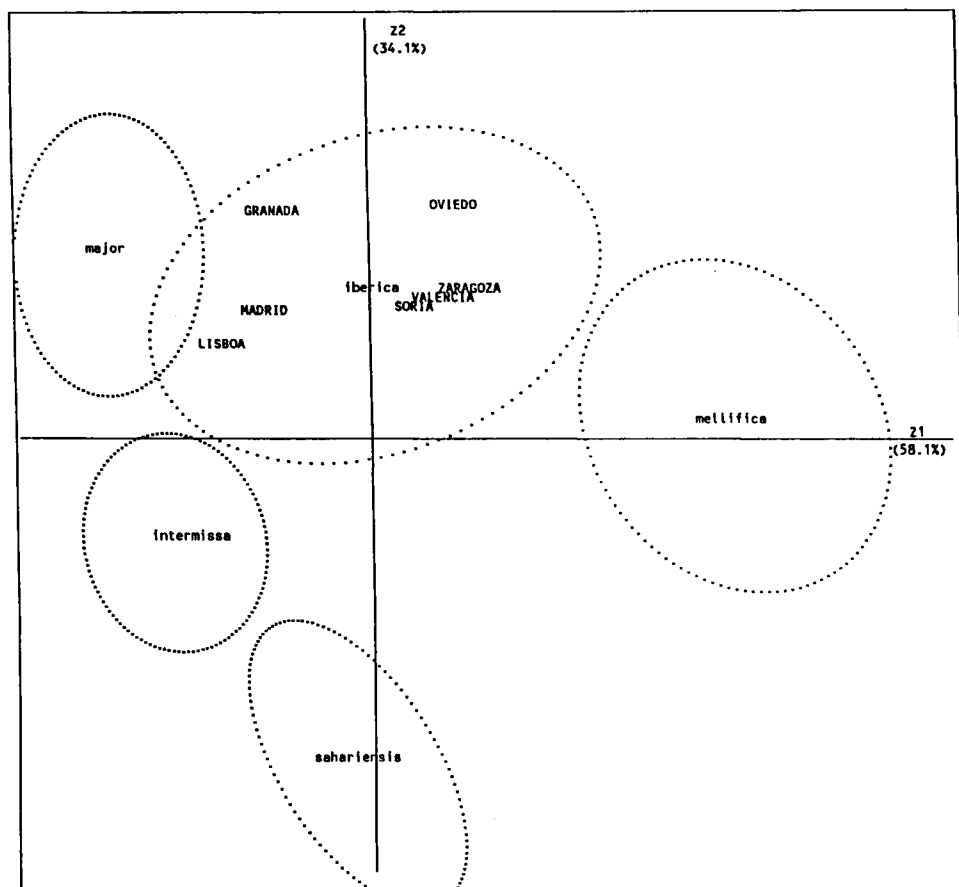 Z2
(34.1%)
GRANADA
OVIEDO
major
iberica
ZARAGOZA
VALENCIA
SORIA
MADRID
LISBOA
mellifica
Z1
(58.1%)
intermissa
sahariensis